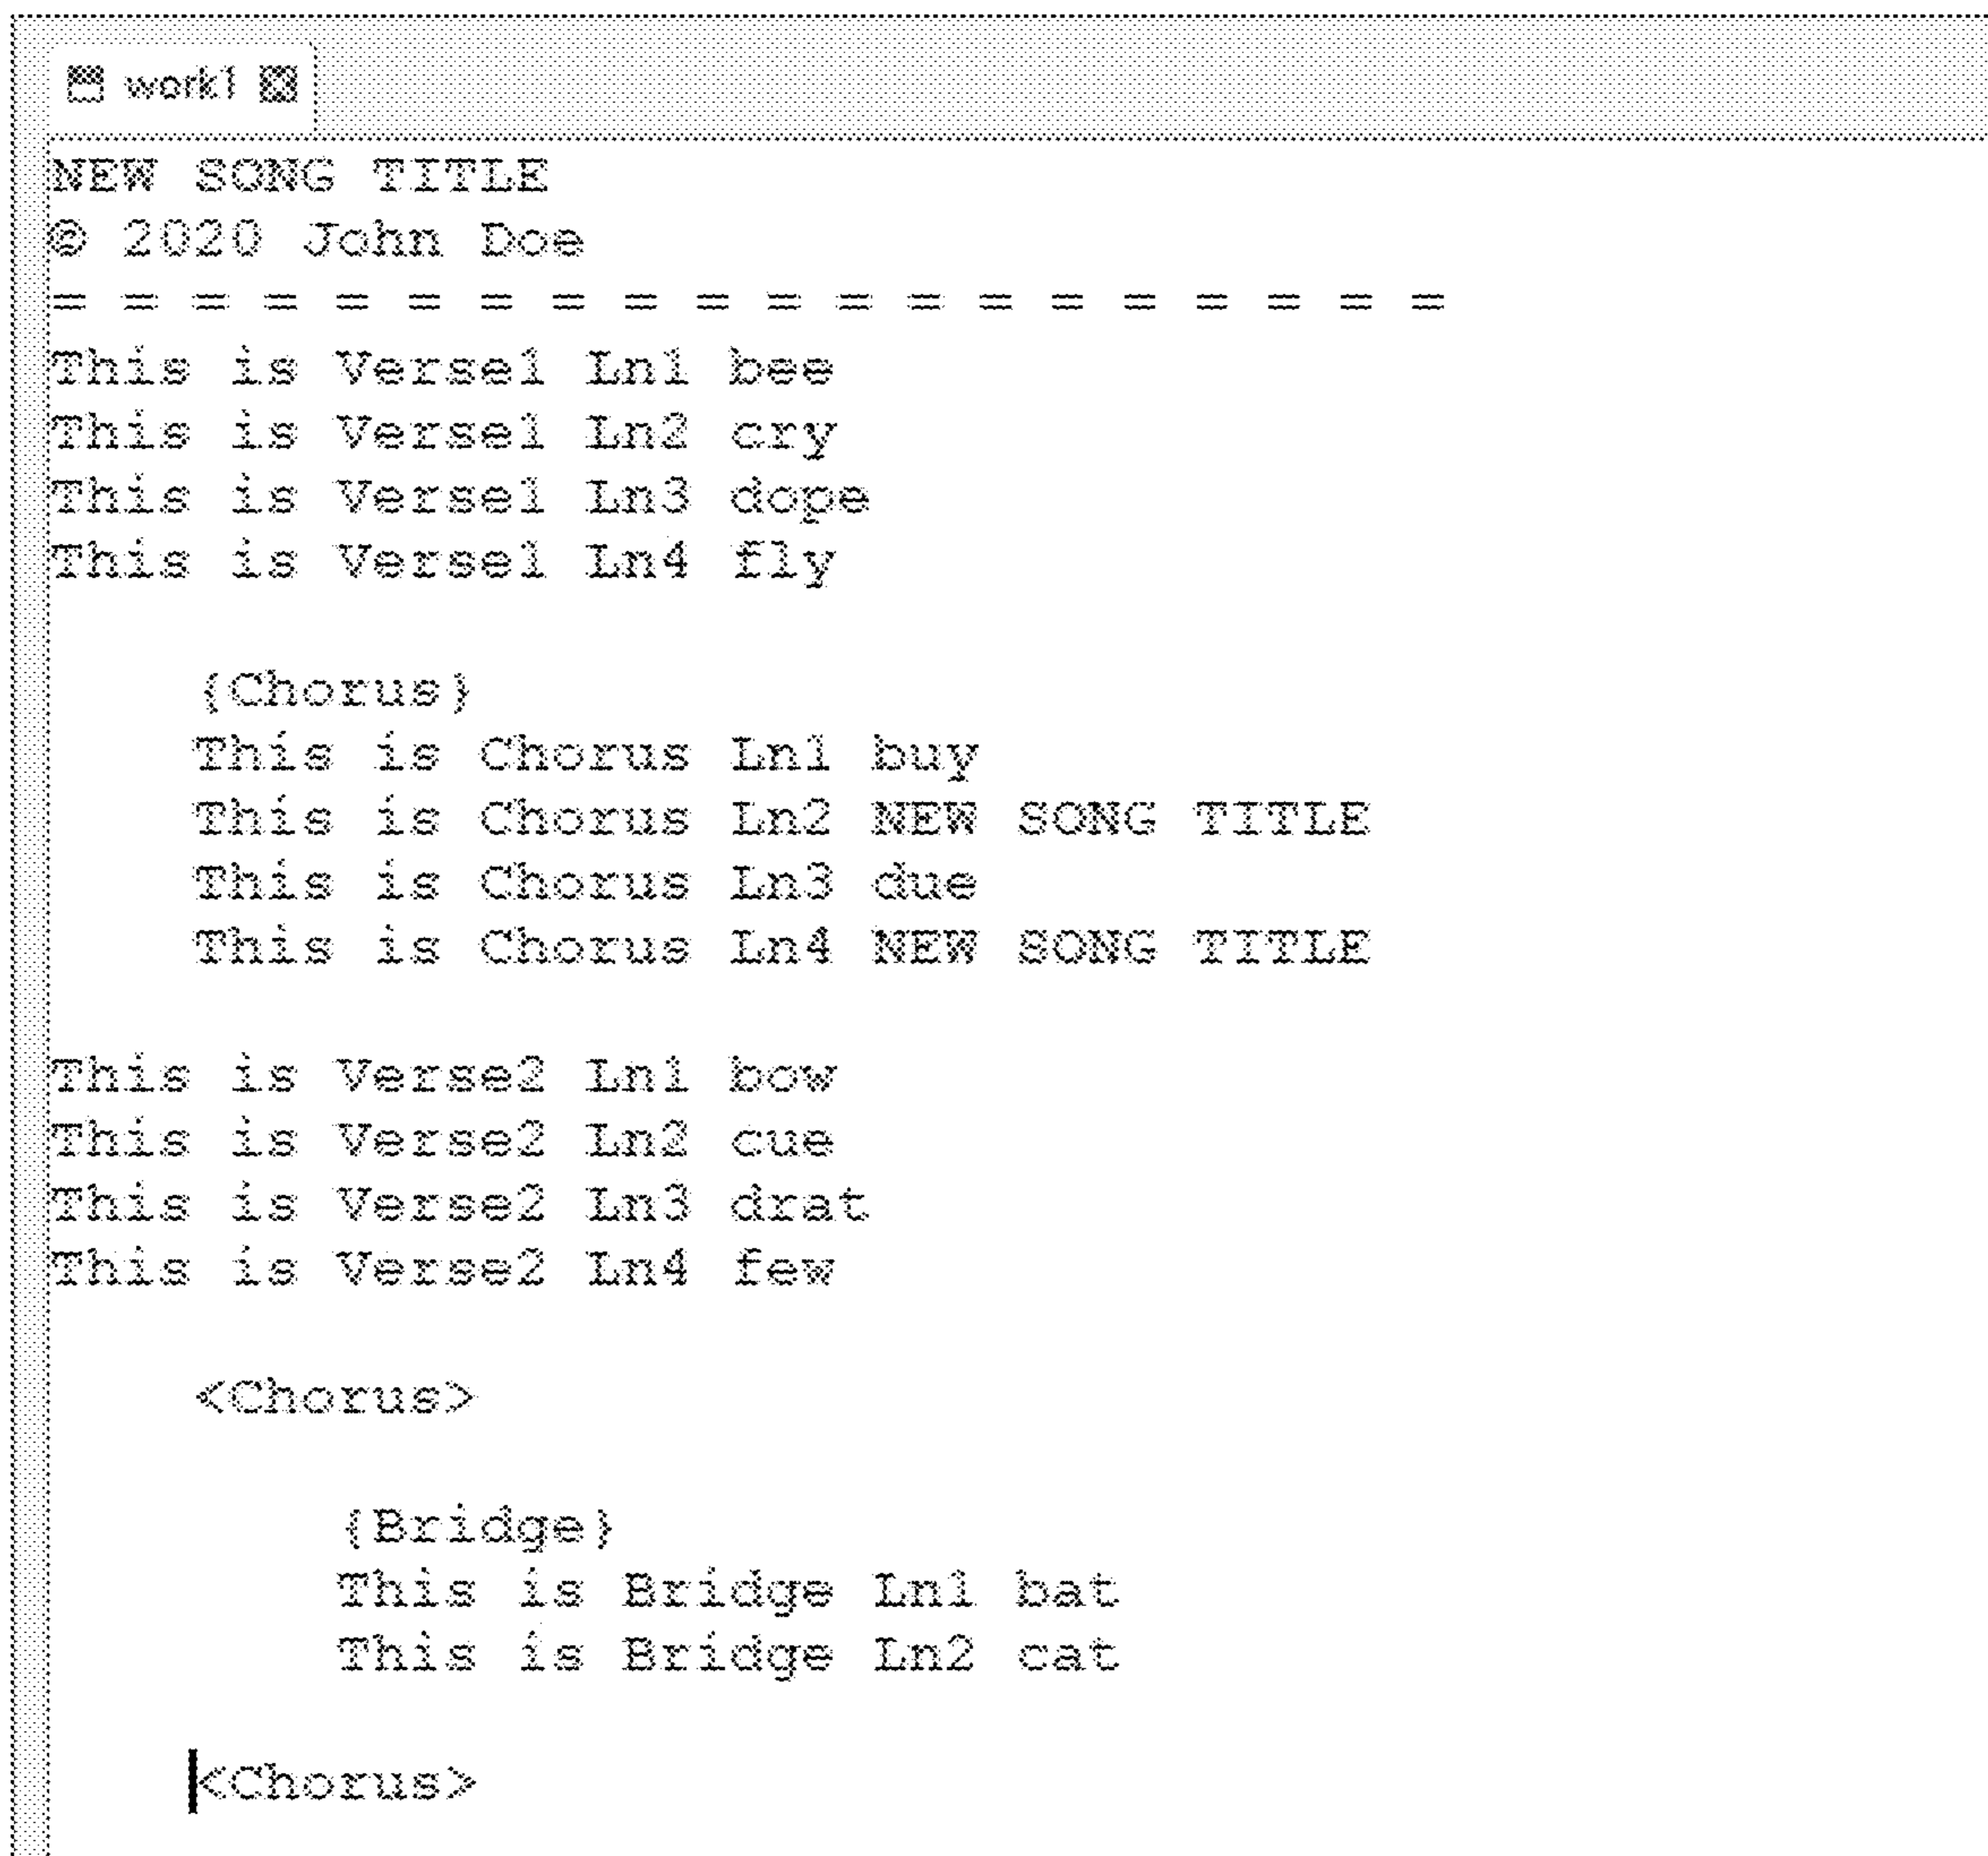 work1
NEW SONG TITLE
© 2020 John Doe
= = = = = = = = = = = = = = = = = = = =
This is Verse1 Ln1 bee
This is Verse1 Ln2 cry
This is Verse1 Ln3 dope
This is Verse1 Ln4 fly
{Chorus}
This is Chorus Ln1 buy
This is Chorus Ln2 NEW SONG TITLE
This is Chorus Ln3 due
This is Chorus Ln4 NEW SONG TITLE
This is Verse2 Ln1 bow
This is Verse2 Ln2 cue
This is Verse2 Ln3 drat
This is Verse2 Ln4 few
<Chorus>
{Bridge}
This is Bridge Ln1 bat
This is Bridge Ln2 cat
<Chorus>